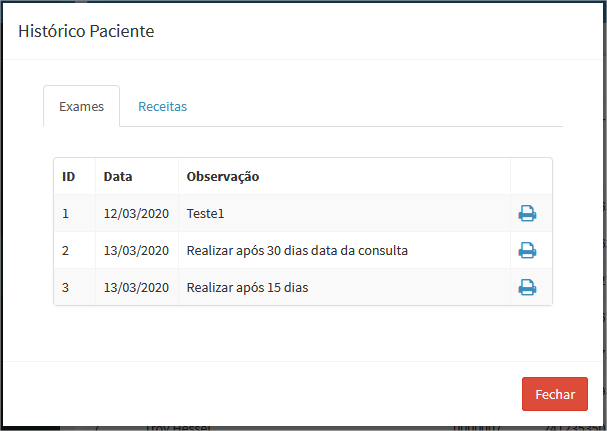 Histórico Paciente
Exames Receitas
ID Data Observação
1 12/03/2020 Teste1
2 13/03/2020 Realizar após 30 dias data da consulta
3 13/03/2020 Realizar após 15 dias
Fechar